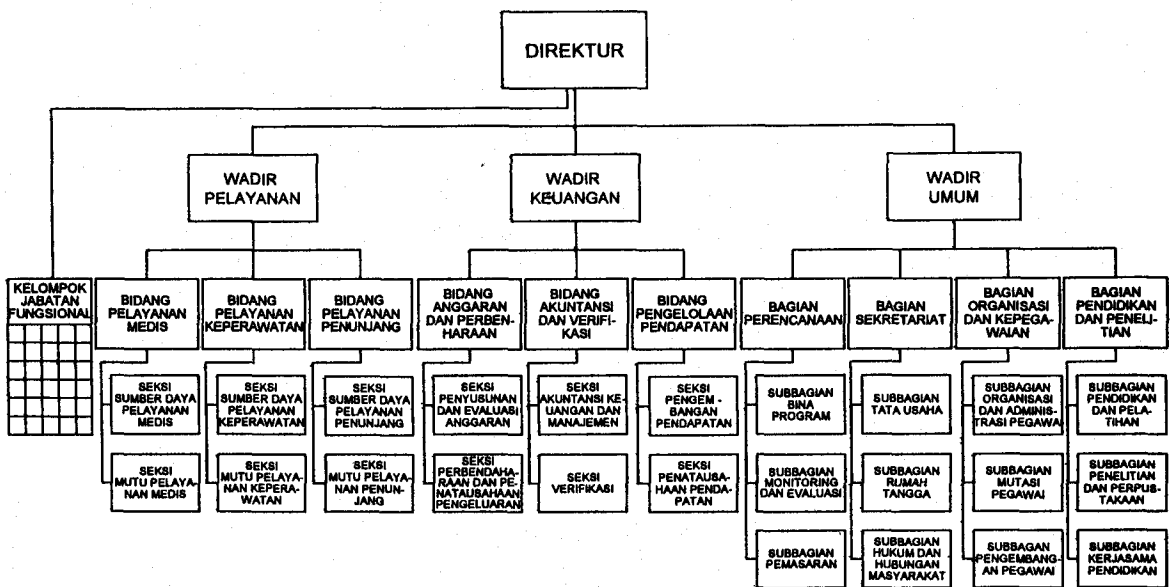 DIREKTUR
WADIR
PELAYANAN
WADIR
KEUANGAN
WADIR
UMUM
KELOMPOK
JABATAN
FUNGSIONAL
BIDANG
PELAYANAN
MEDIS
BIDANG
PELAYANAN
KEPERAWATAN
BIDANG
PELAYANAN
PENUNJANG
BIDANG
ANGGARAN
DAN PERBEN-
HARAAN
BIDANG
AKUNTANSI
DAN VERIFI-
KASI
BIDANG
PENGELOLAAN
PENDAPATAN
BAGIAN
PERENCANAAN
BAGIAN
SEKRETARIAT
BAGIAN
ORGANISASI
DAN KEPEGA-
WAIAN
BAGIAN
PENDIDIKAN
DAN PENELI-
TIAN
SEKSI
SUMBER DAYA
PELAYANAN
MEDIS
SEKSI
SUMBER DAYA
PELAYANAN
KEPERAWATAN
SEKSI
SUMBER DAYA
PELAYANAN
PENUNJANG
SEKSI
PENYUSUNAN
DAN EVALUASI
ANGGARAN
SEKSI
AKUNTANSI KE-
UANGAN DAN
MANAJEMEN
SEKSI
PENGEM-
BANGAN
PENDAPATAN
SUBBAGIAN
BINA
PROGRAM
SUBBAGIAN
TATA USAHA
SUBBAGIAN
ORGANISASI
DAN ADMINIS-
TRASI PEGAWAI
SUBBAGIAN
PENDIDIKAN
DAN PELA-
TIHAN
SEKSI
MUTU PELAYA-
NAN MEDIS
SEKSI
MUTU PELAYA-
NAN KEPERA-
WATAN
SEKSI
MUTU PELAYA-
NAN PENUN-
JANG
SEKSI
PERBENDAHA-
RAAN DAN PE-
NATAUSAHAAN
PENGELUARAN
SEKSI
VERIFIKASI
SEKSI
PENATAUSA-
HAAN PENDA-
PATAN
SUBBAGIAN
MONITORING
DAN EVALUASI
SUBBAGIAN
RUMAH
TANGGA
SUBBAGIAN
MUTASI
PEGAWAI
SUBBAGIAN
PENELITIAN
DAN PERPUS-
TAKAAN
SUBBAGIAN
PEMASARAN
SUBBAGIAN
HUKUM DAN
HUBUNGAN
MASYARAKAT
SUBBAGIAN
PENGEMBANG-
AN PEGAWAI
SUBBAGIAN
KERJASAMA
PENDIDIKAN